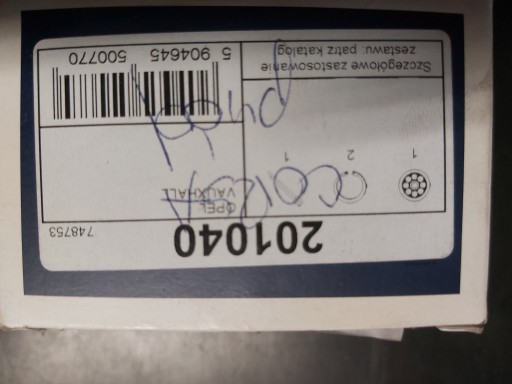 201040
748753
OPEL
VAUXHALL
CORSA
1 2 1
przód
Szczegółowe zastosowanie
zestawu: patrz katalog
5 904645 500770